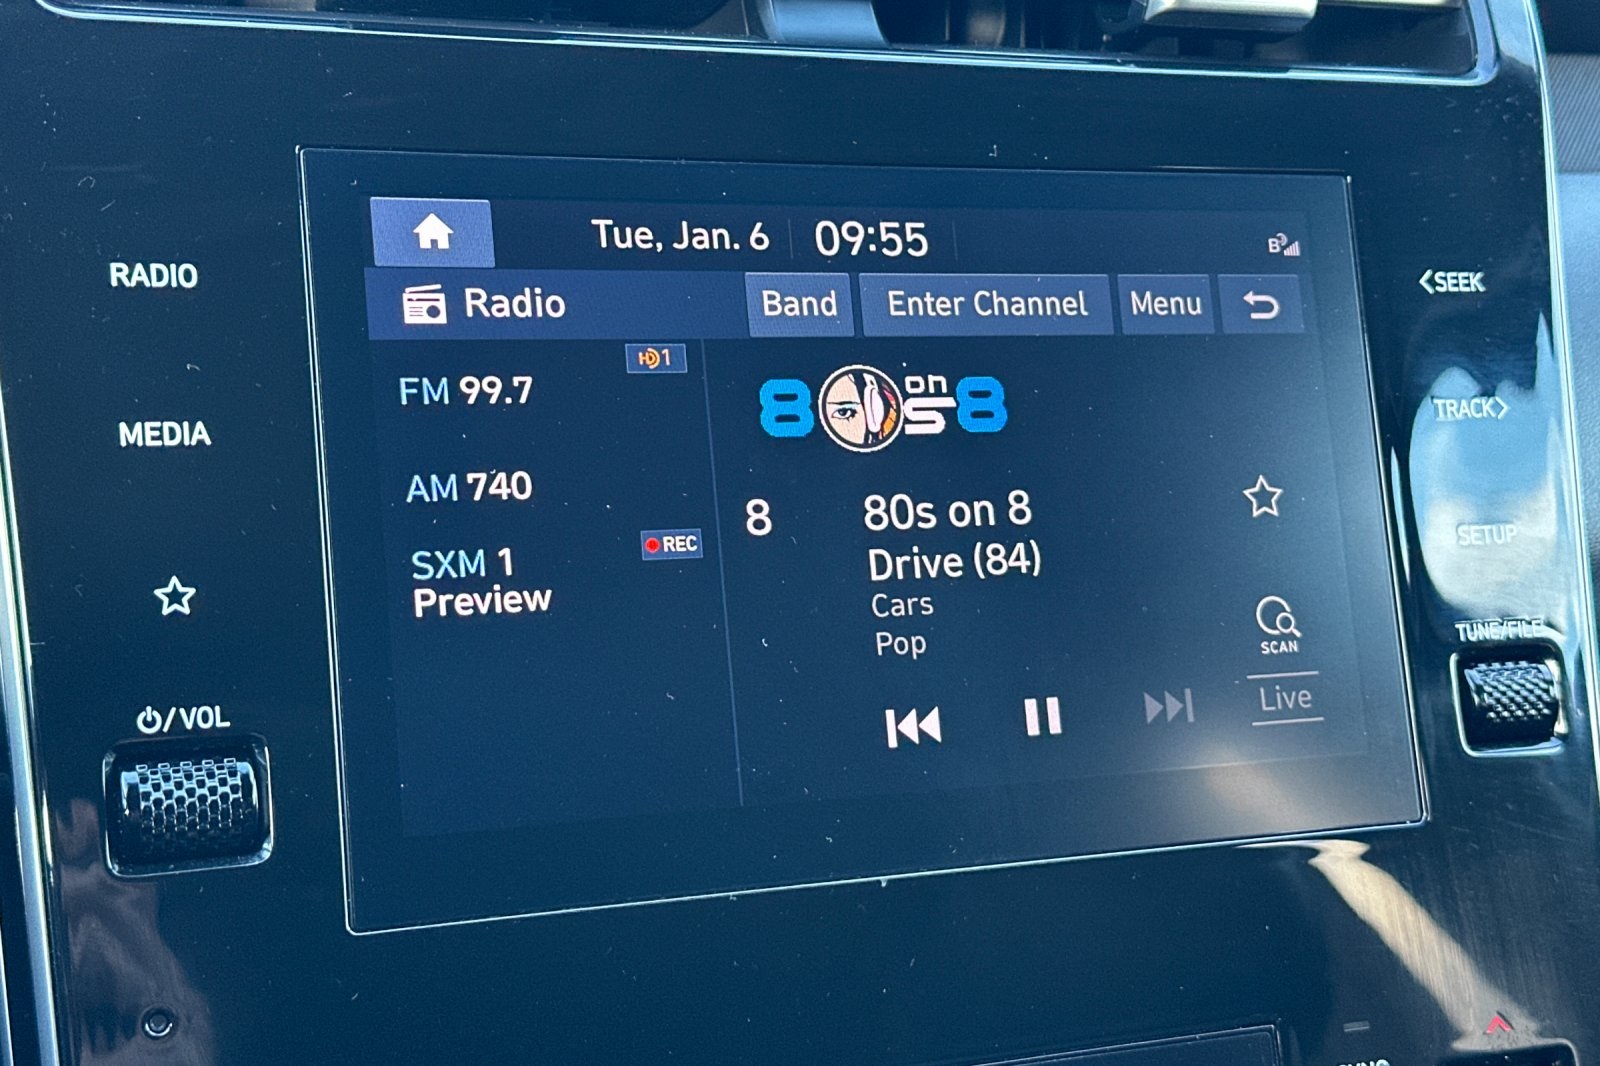 Tue, Jan. 6 09:55
B
Radio Band Enter Channel Menu
HD 1
FM 99.7
AM 740
REC
SXM 1
Preview
80s on 8
8 80s on 8
Drive (84)
Cars
Pop
SCAN
Live
RADIO
MEDIA
/VOL
<SEEK
TRACK>
SETUP
TUNE/FILE
SYNC